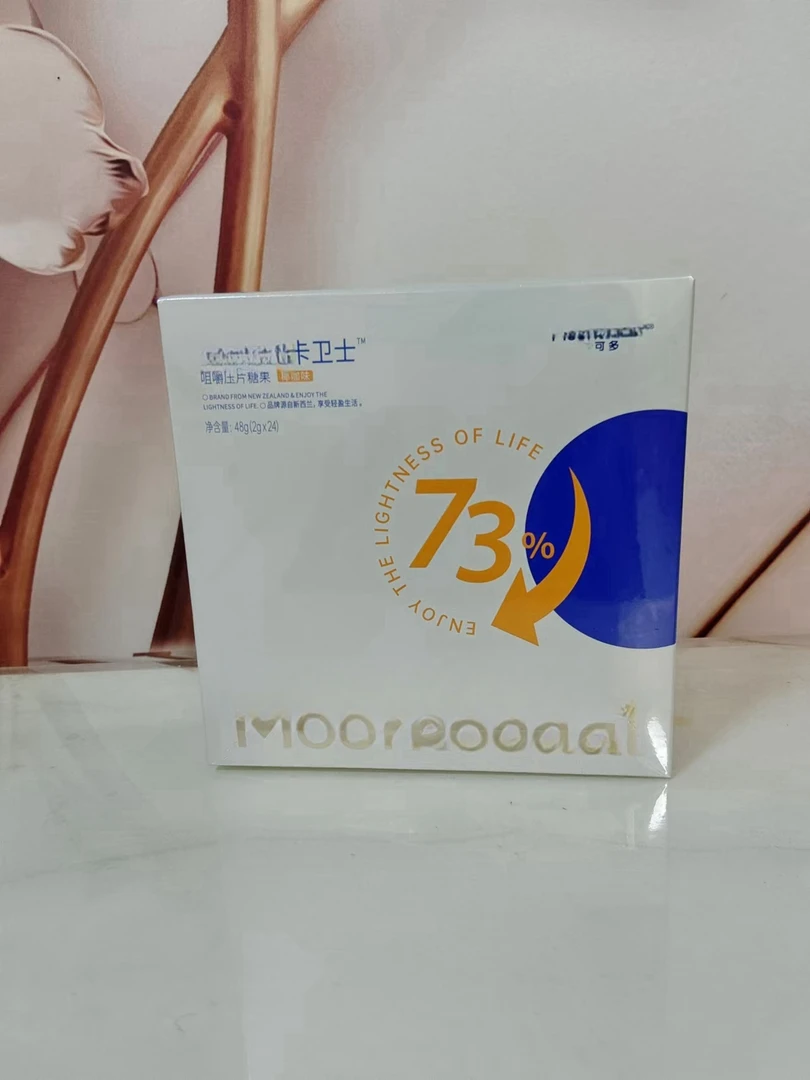 卡卫士™
咀嚼压片糖果
BRAND FROM NEW ZEALAND & ENJOY THE
LIGHTNESS OF LIFE. 品牌源自新西兰, 享受轻盈生活。
净含量: 48g(2g×24)
可多
ENJOY THE LIGHTNESS OF LIFE
73%